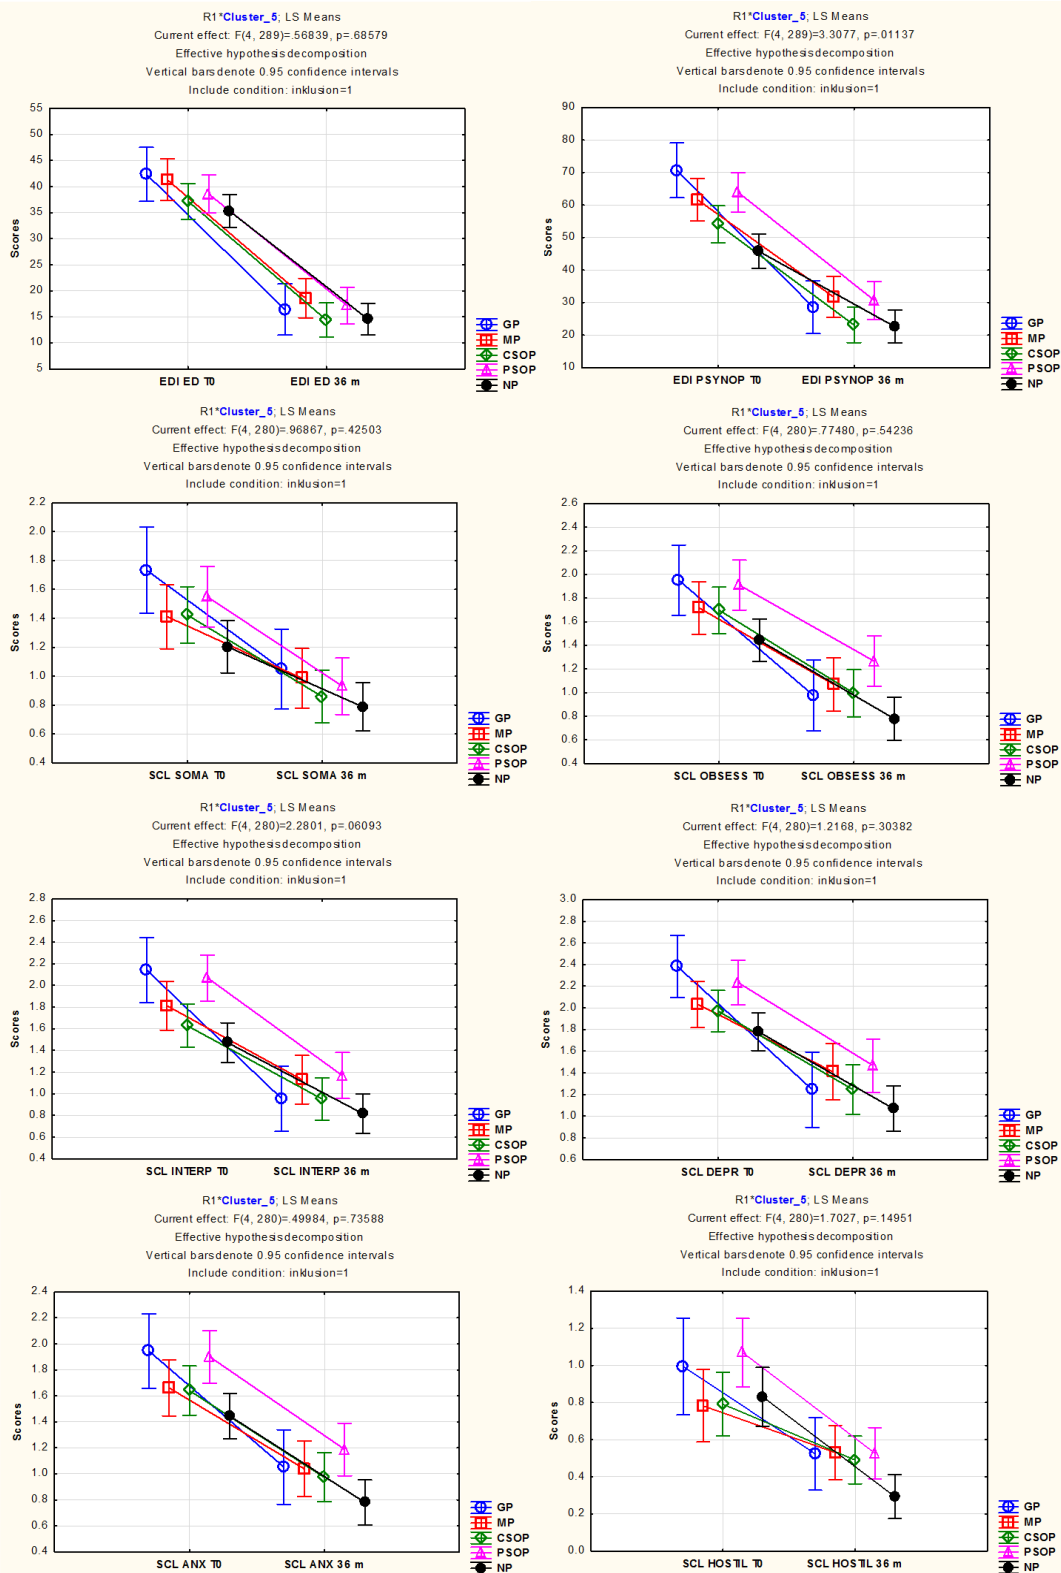 R1*Cluster_5; LS Means
Current effect: F(4, 289)=.56839, p=.68579
Effective hypothesis decomposition
Vertical bars denote 0.95 confidence intervals
Include condition: inklusion=1
55
50
45
40
35
30
25
20
15
10
5
Scores
EDI ED T0 EDI ED 36 m
GP
MP
CSOP
PSOP
NP
R1*Cluster_5; LS Means
Current effect: F(4, 289)=3.3077, p=.01137
Effective hypothesis decomposition
Vertical bars denote 0.95 confidence intervals
Include condition: inklusion=1
90
80
70
60
50
40
30
20
10
Scores
EDI PSYNOP T0 EDI PSYNOP 36 m
GP
MP
CSOP
PSOP
NP
R1*Cluster_5; LS Means
Current effect: F(4, 280)=.96867, p=.42503
Effective hypothesis decomposition
Vertical bars denote 0.95 confidence intervals
Include condition: inklusion=1
2.2
2.0
1.8
1.6
1.4
1.2
1.0
0.8
0.6
0.4
Scores
SCL SOMA T0 SCL SOMA 36 m
GP
MP
CSOP
PSOP
NP
R1*Cluster_5; LS Means
Current effect: F(4, 280)=.77480, p=.54236
Effective hypothesis decomposition
Vertical bars denote 0.95 confidence intervals
Include condition: inklusion=1
2.6
2.4
2.2
2.0
1.8
1.6
1.4
1.2
1.0
0.8
0.6
0.4
Scores
SCL OBSESS T0 SCL OBSESS 36 m
GP
MP
CSOP
PSOP
NP
R1*Cluster_5; LS Means
Current effect: F(4, 280)=2.2801, p=.06093
Effective hypothesis decomposition
Vertical bars denote 0.95 confidence intervals
Include condition: inklusion=1
2.8
2.6
2.4
2.2
2.0
1.8
1.6
1.4
1.2
1.0
0.8
0.6
0.4
Scores
SCL INTERP T0 SCL INTERP 36 m
GP
MP
CSOP
PSOP
NP
R1*Cluster_5; LS Means
Current effect: F(4, 280)=1.2168, p=.30382
Effective hypothesis decomposition
Vertical bars denote 0.95 confidence intervals
Include condition: inklusion=1
3.0
2.8
2.6
2.4
2.2
2.0
1.8
1.6
1.4
1.2
1.0
0.8
0.6
Scores
SCL DEPR T0 SCL DEPR 36 m
GP
MP
CSOP
PSOP
NP
R1*Cluster_5; LS Means
Current effect: F(4, 280)=.49984, p=.73588
Effective hypothesis decomposition
Vertical bars denote 0.95 confidence intervals
Include condition: inklusion=1
2.4
2.2
2.0
1.8
1.6
1.4
1.2
1.0
0.8
0.6
0.4
Scores
SCL ANX T0 SCL ANX 36 m
GP
MP
CSOP
PSOP
NP
R1*Cluster_5; LS Means
Current effect: F(4, 280)=1.7027, p=.14951
Effective hypothesis decomposition
Vertical bars denote 0.95 confidence intervals
Include condition: inklusion=1
1.4
1.2
1.0
0.8
0.6
0.4
0.2
0.0
Scores
SCL HOSTIL T0 SCL HOSTIL 36 m
GP
MP
CSOP
PSOP
NP